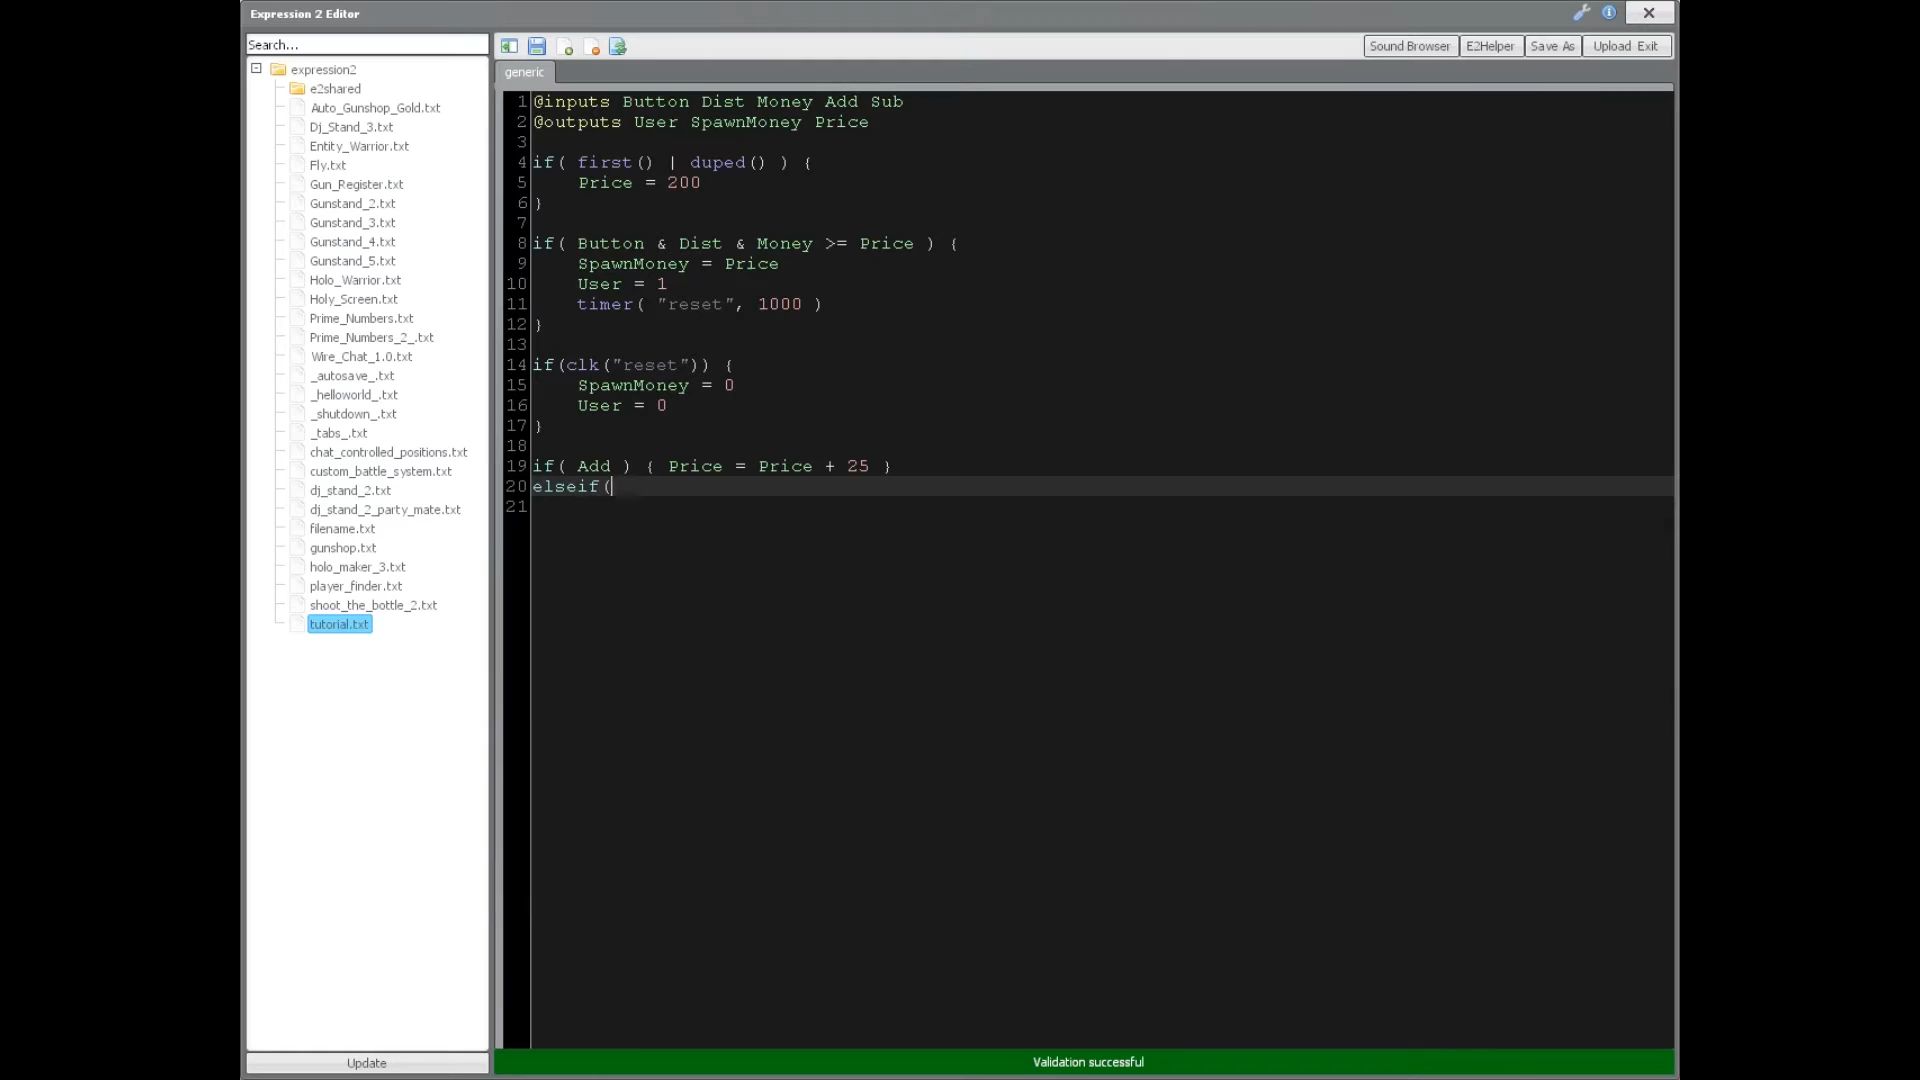 Expression 2 Editor
Search...
expression2
e2shared
Auto_Gunshop_Gold.txt
Dj_Stand_3.txt
Entity_Warrior.txt
Fly.txt
Gun_Register.txt
Gunstand_2.txt
Gunstand_3.txt
Gunstand_4.txt
Gunstand_5.txt
Holo_Warrior.txt
Holy_Screen.txt
Prime_Numbers.txt
Prime_Numbers_2_.txt
Wire_Chat_1.0.txt
_autosave_.txt
_helloworld_.txt
_shutdown_.txt
_tabs_.txt
chat_controlled_positions.txt
custom_battle_system.txt
dj_stand_2.txt
dj_stand_2_party_mate.txt
filename.txt
gunshop.txt
holo_maker_3.txt
player_finder.txt
shoot_the_bottle_2.txt
tutorial.txt
Update
Sound Browser E2Helper Save As Upload Exit
generic
1 @inputs Button Dist Money Add Sub
2 @outputs User SpawnMoney Price
3
4 if( first() | duped() ) {
5 Price = 200
6 }
7
8 if( Button & Dist & Money >= Price ) {
9 SpawnMoney = Price
10 User = 1
11 timer( "reset", 1000 )
12 }
13
14 if(clk("reset")) {
15 SpawnMoney = 0
16 User = 0
17 }
18
19 if( Add ) { Price = Price + 25 }
20 elseif(
21
Validation successful